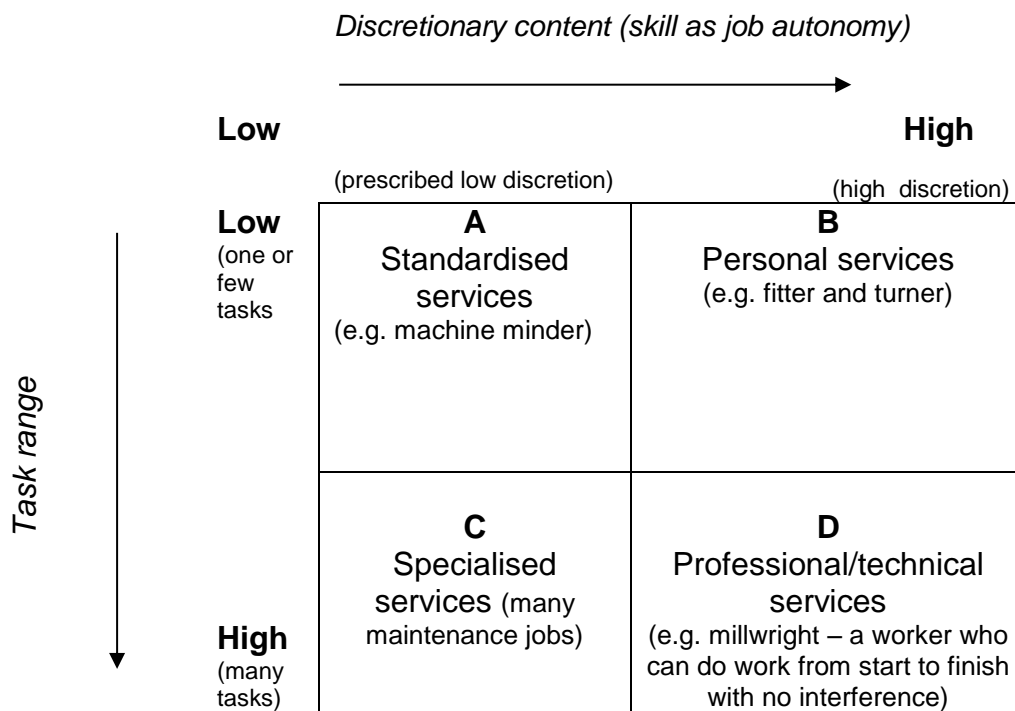 Discretionary content (skill as job autonomy)
Low
High
(prescribed low discretion)
(high discretion)
Task range
Low
(one or
few
tasks
A
Standardised
services
(e.g. machine minder)
B
Personal services
(e.g. fitter and turner)
High
(many
tasks)
C
Specialised
services (many
maintenance jobs)
D
Professional/technical
services
(e.g. millwright – a worker who
can do work from start to finish
with no interference)